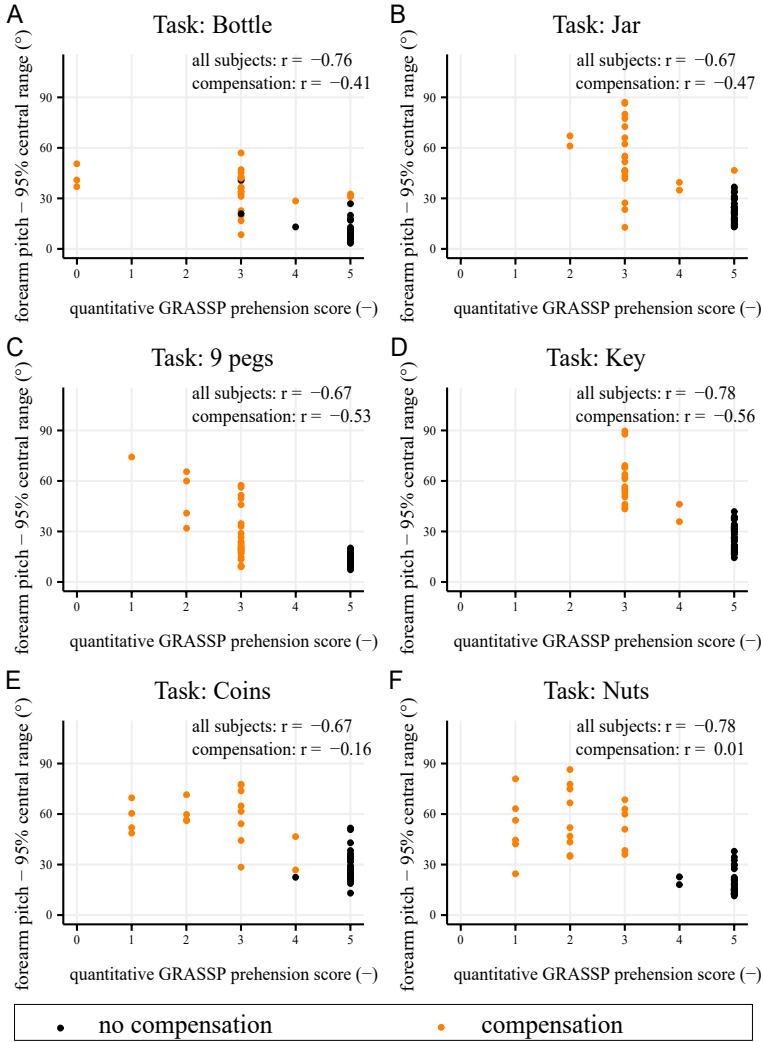 A
Task: Bottle
all subjects: r = −0.76
compensation: r = −0.41
forearm pitch − 95% central range (°)
90
60
30
0
0 1 2 3 4 5
quantitative GRASSP prehension score (−)
B
Task: Jar
all subjects: r = −0.67
compensation: r = −0.47
forearm pitch − 95% central range (°)
90
60
30
0
0 1 2 3 4 5
quantitative GRASSP prehension score (−)
C
Task: 9 pegs
all subjects: r = −0.67
compensation: r = −0.53
forearm pitch − 95% central range (°)
90
60
30
0
0 1 2 3 4 5
quantitative GRASSP prehension score (−)
D
Task: Key
all subjects: r = −0.78
compensation: r = −0.56
forearm pitch − 95% central range (°)
90
60
30
0
0 1 2 3 4 5
quantitative GRASSP prehension score (−)
E
Task: Coins
all subjects: r = −0.67
compensation: r = −0.16
forearm pitch − 95% central range (°)
90
60
30
0
0 1 2 3 4 5
quantitative GRASSP prehension score (−)
F
Task: Nuts
all subjects: r = −0.78
compensation: r = 0.01
forearm pitch − 95% central range (°)
90
60
30
0
0 1 2 3 4 5
quantitative GRASSP prehension score (−)
no compensation
compensation